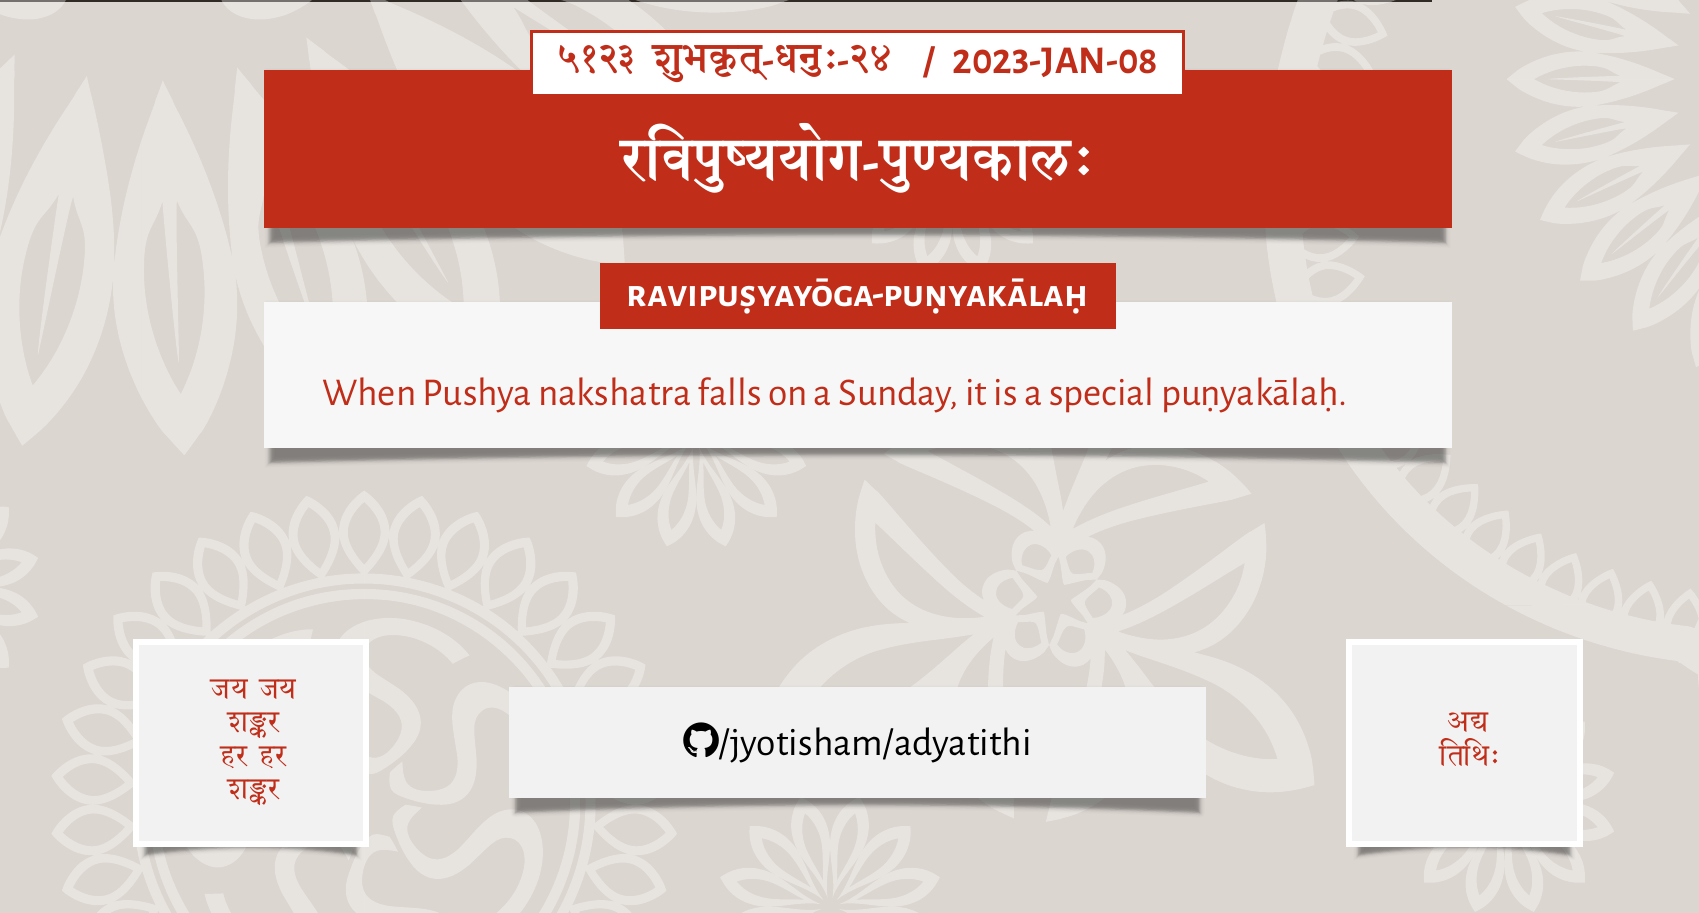 ५१२३ शुभकृत्-धनुः-२४ / 2023-JAN-08
रविपुष्ययोग-पुण्यकालः
RAVIPUṢYAYŌGA-PUṆYAKĀLAḤ
When Pushya nakshatra falls on a Sunday, it is a special puṇyakālaḥ.
जय जय
शङ्कर
हर हर
शङ्कर
/jyotisham/adyatithi
अद्य
तिथिः